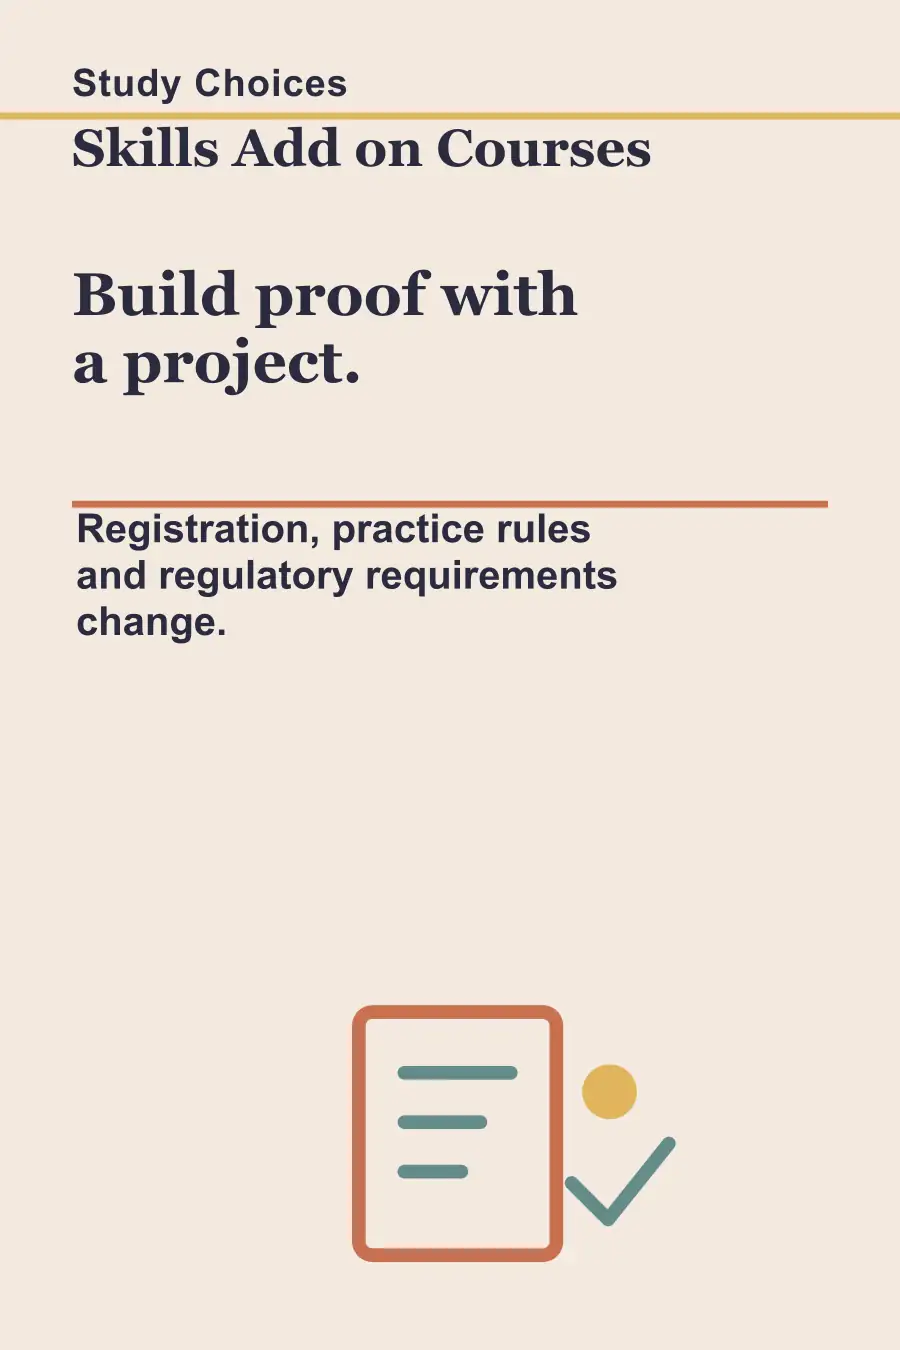 Study Choices
Skills Add on Courses
Build proof with
a project.
Registration, practice rules
and regulatory requirements
change.